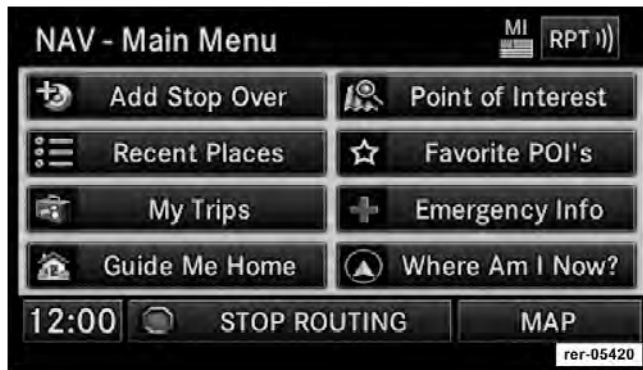 NAV - Main Menu
MI
RPT
Add Stop Over
Point of Interest
Recent Places
Favorite POI's
My Trips
Emergency Info
Guide Me Home
Where Am I Now?
12:00
STOP ROUTING
MAP
rer-05420